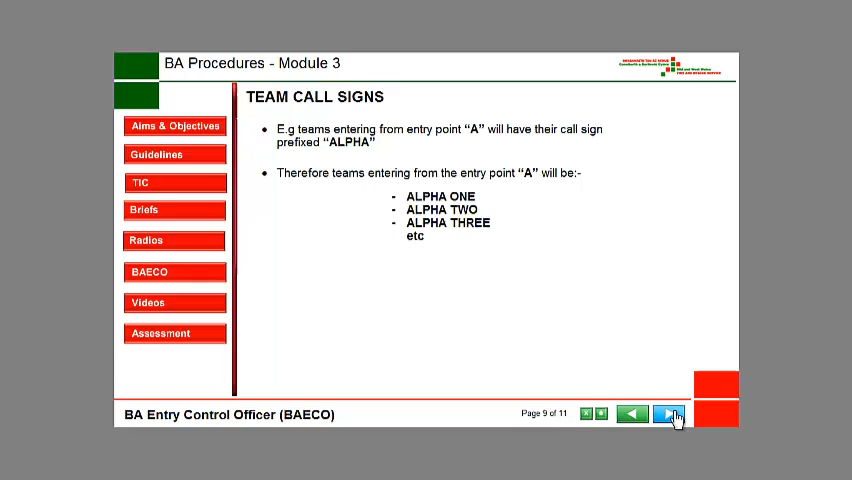 BA Procedures - Module 3
TEAM CALL SIGNS
Aims & Objectives
Guidelines
TIC
Briefs
Radios
BAECO
Videos
Assessment
• E.g teams entering from entry point “A” will have their call sign
prefixed “ALPHA”
• Therefore teams entering from the entry point “A” will be:-
- ALPHA ONE
- ALPHA TWO
- ALPHA THREE
etc
BA Entry Control Officer (BAECO)
Page 9 of 11
X